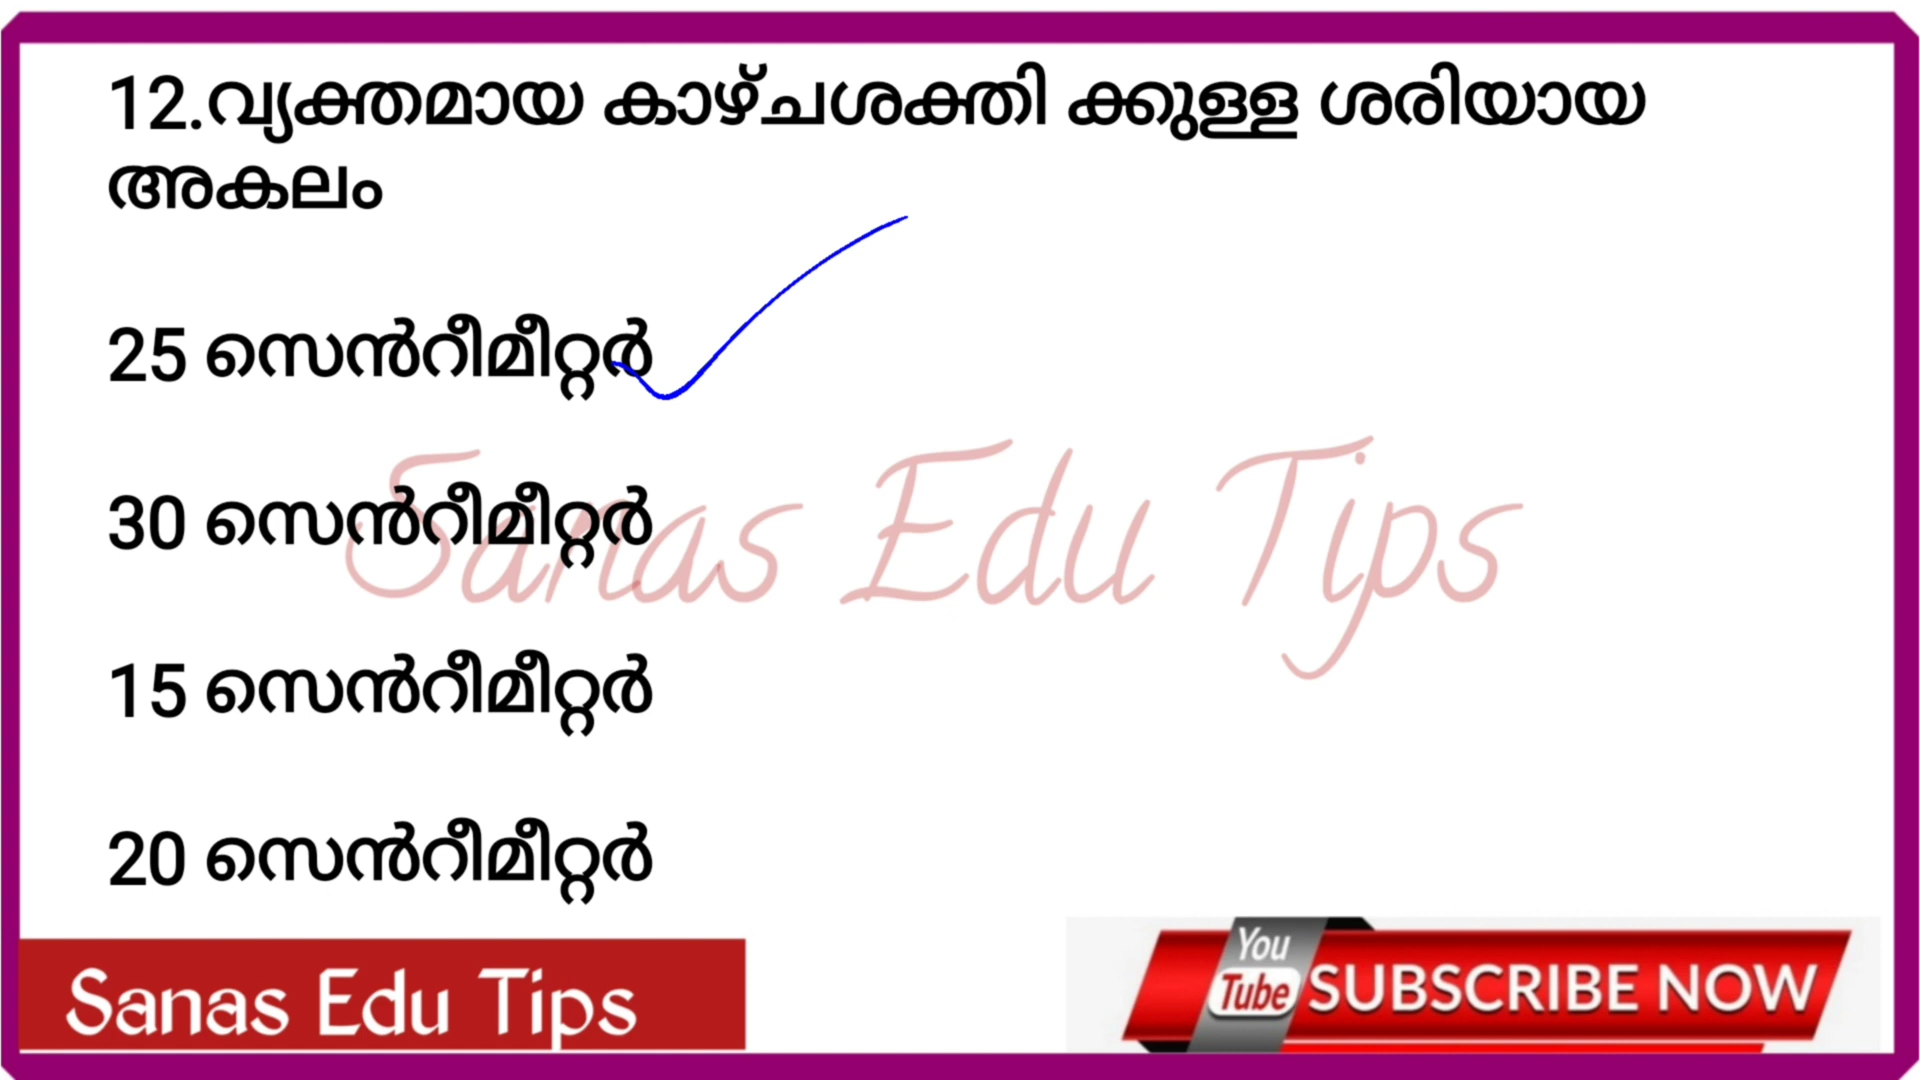 12.വ്യക്തമായ കാഴ്ചശക്തി ക്കുള്ള ശരിയായ
അകലം
25 സെൻറീമീറ്റർ
30 സെൻറീമീറ്റർ
Sanas Edu Tips
15 സെൻറീമീറ്റർ
20 സെൻറീമീറ്റർ
Sanas Edu Tips
You
Tube SUBSCRIBE NOW